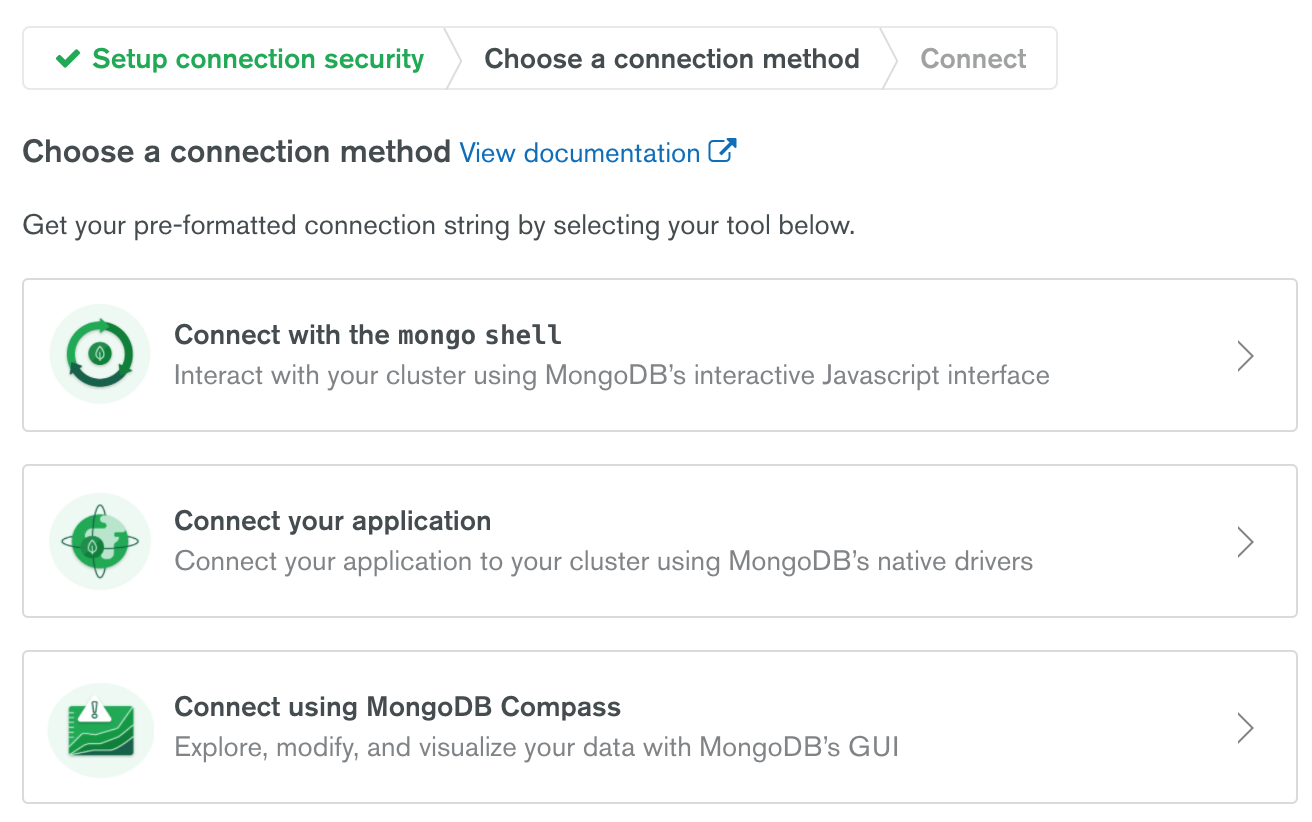 Setup connection security
Choose a connection method
Connect
Choose a connection method View documentation
Get your pre-formatted connection string by selecting your tool below.
Connect with the mongo shell
Interact with your cluster using MongoDB’s interactive Javascript interface
Connect your application
Connect your application to your cluster using MongoDB’s native drivers
Connect using MongoDB Compass
Explore, modify, and visualize your data with MongoDB’s GUI